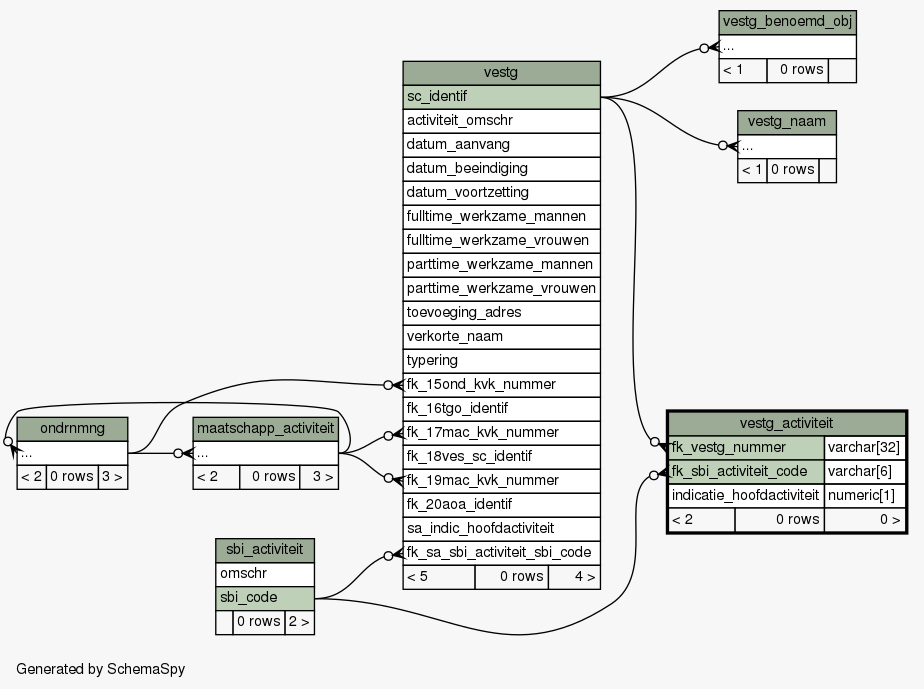 vestg_benoemd_obj
...
< 1 0 rows
vestg_naam
...
< 1 0 rows
vestg
sc_identif
activiteit_omschr
datum_aanvang
datum_beeindiging
datum_voortzetting
fulltime_werkzame_mannen
fulltime_werkzame_vrouwen
parttime_werkzame_mannen
parttime_werkzame_vrouwen
toevoeging_adres
verkorte_naam
typering
fk_15ond_kvk_nummer
fk_16tgo_identif
fk_17mac_kvk_nummer
fk_18ves_sc_identif
fk_19mac_kvk_nummer
fk_20aoa_identif
sa_indic_hoofdactiviteit
fk_sa_sbi_activiteit_sbi_code
< 5 0 rows 4 >
vestg_activiteit
fk_vestg_nummer varchar[32]
fk_sbi_activiteit_code varchar[6]
indicatie_hoofdactiviteit numeric[1]
< 2 0 rows 0 >
ondrnmng
...
< 2 0 rows 3 >
maatschapp_activiteit
...
< 2 0 rows 3 >
sbi_activiteit
omschr
sbi_code
0 rows 2 >
Generated by SchemaSpy